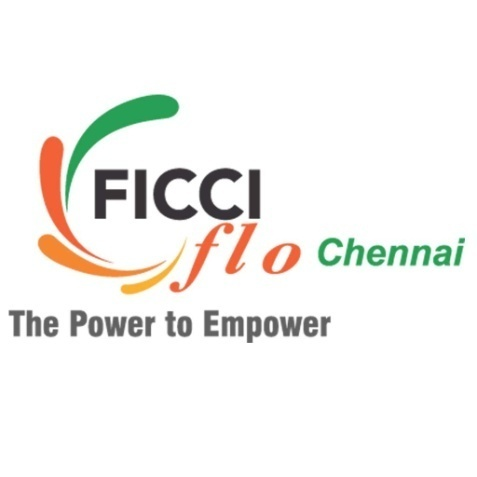 FICCI
flo Chennai
The Power to Empower